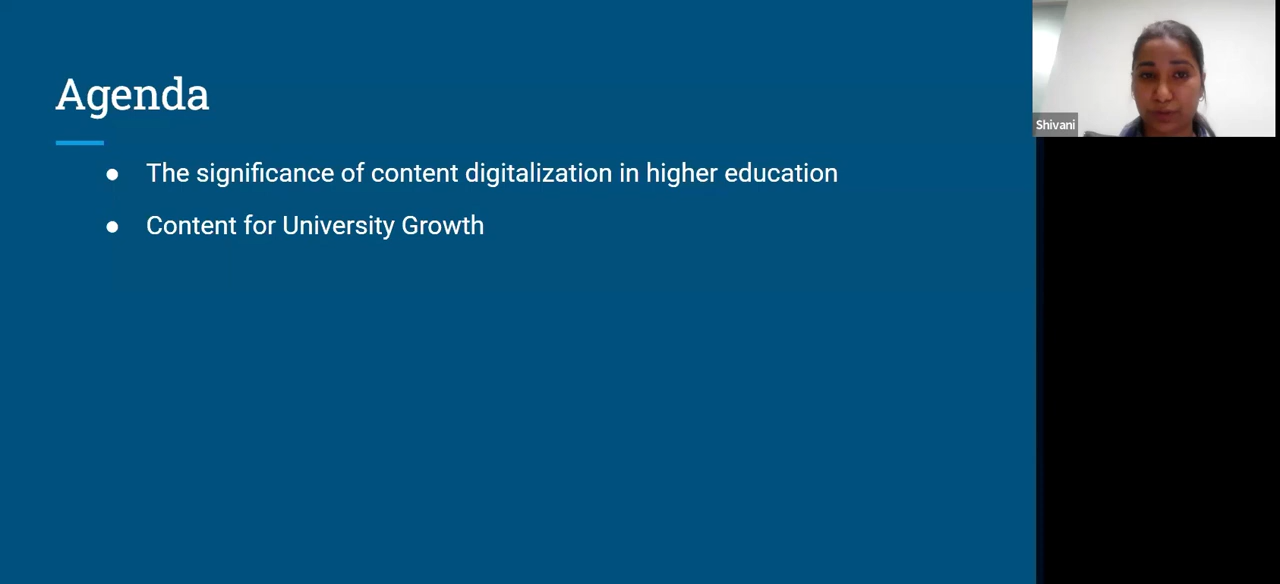 Agenda
● The significance of content digitalization in higher education
● Content for University Growth
Shivani